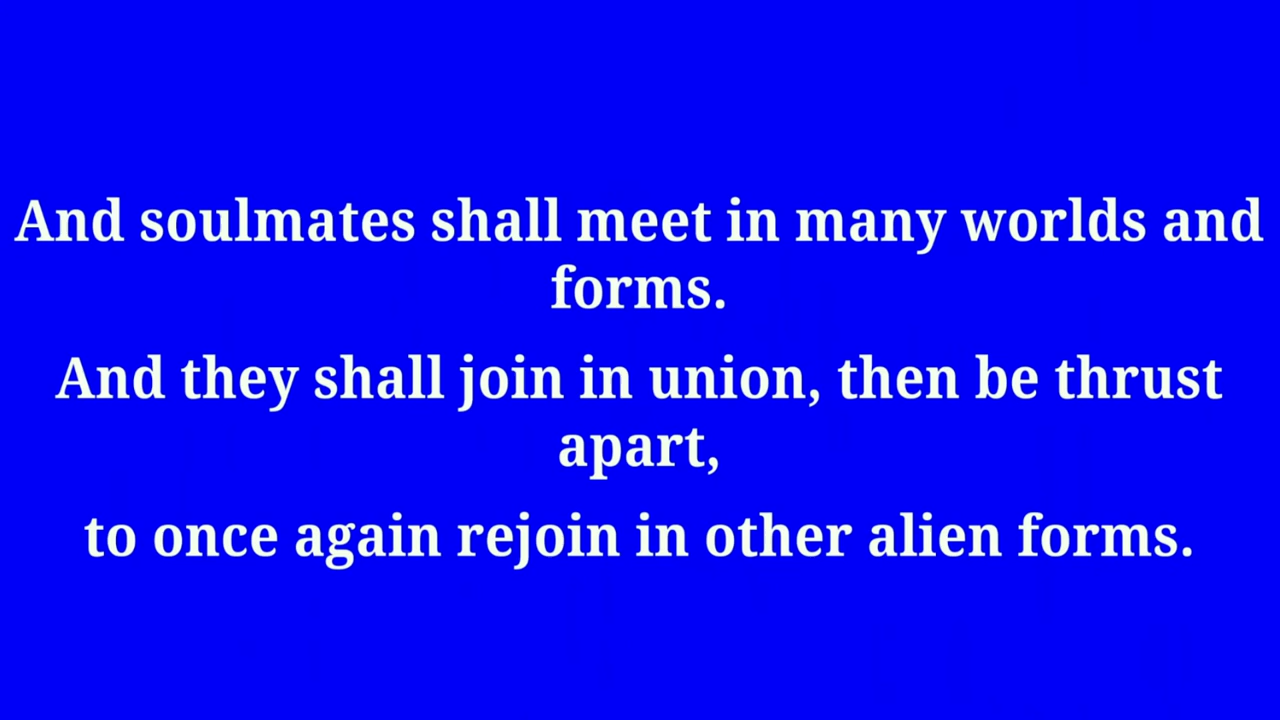 And soulmates shall meet in many worlds and
forms.
And they shall join in union, then be thrust
apart,
to once again rejoin in other alien forms.